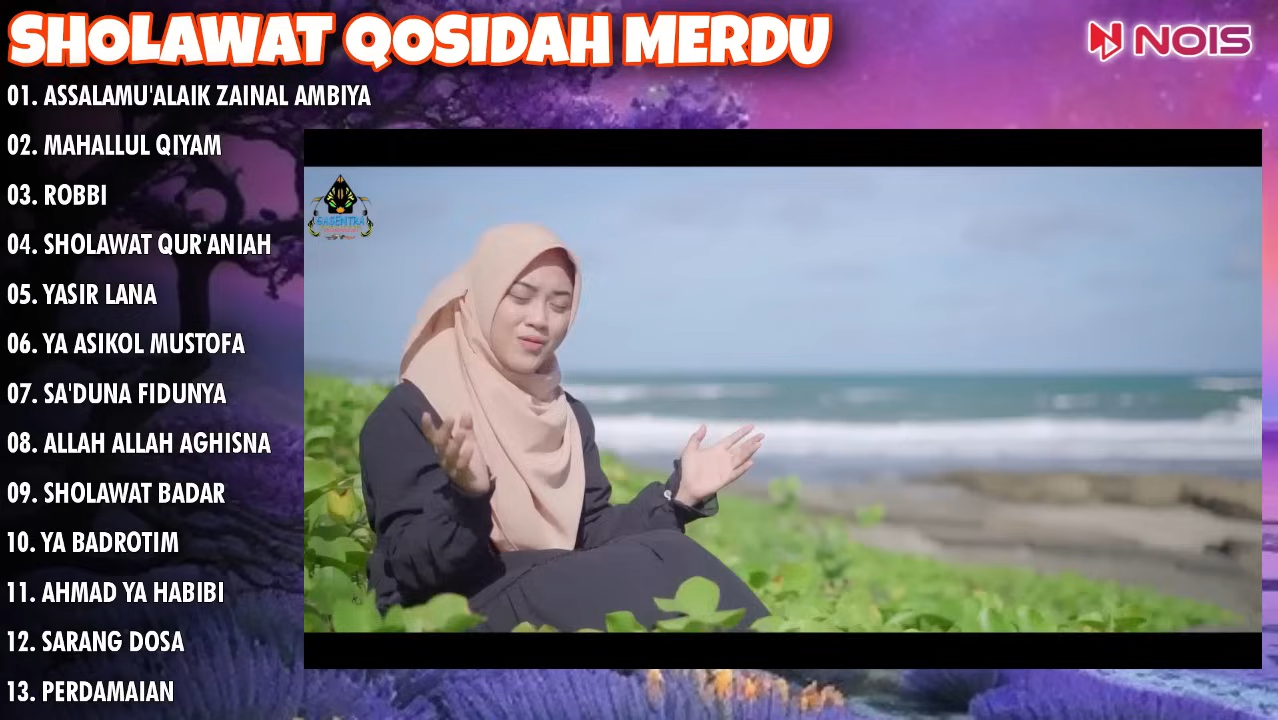 SHOLAWAT QOSIDAH MERDU
NOIS
01. ASSALAMU'ALAIK ZAINAL AMBIYA
02. MAHALLUL QIYAM
03. ROBBI
04. SHOLAWAT QUR'ANIAH
05. YASIR LANA
06. YA ASIKOL MUSTOFA
07. SA'DUNA FIDUNYA
08. ALLAH ALLAH AGHISNA
09. SHOLAWAT BADAR
10. YA BADROTIM
11. AHMAD YA HABIBI
12. SARANG DOSA
13. PERDAMAIAN